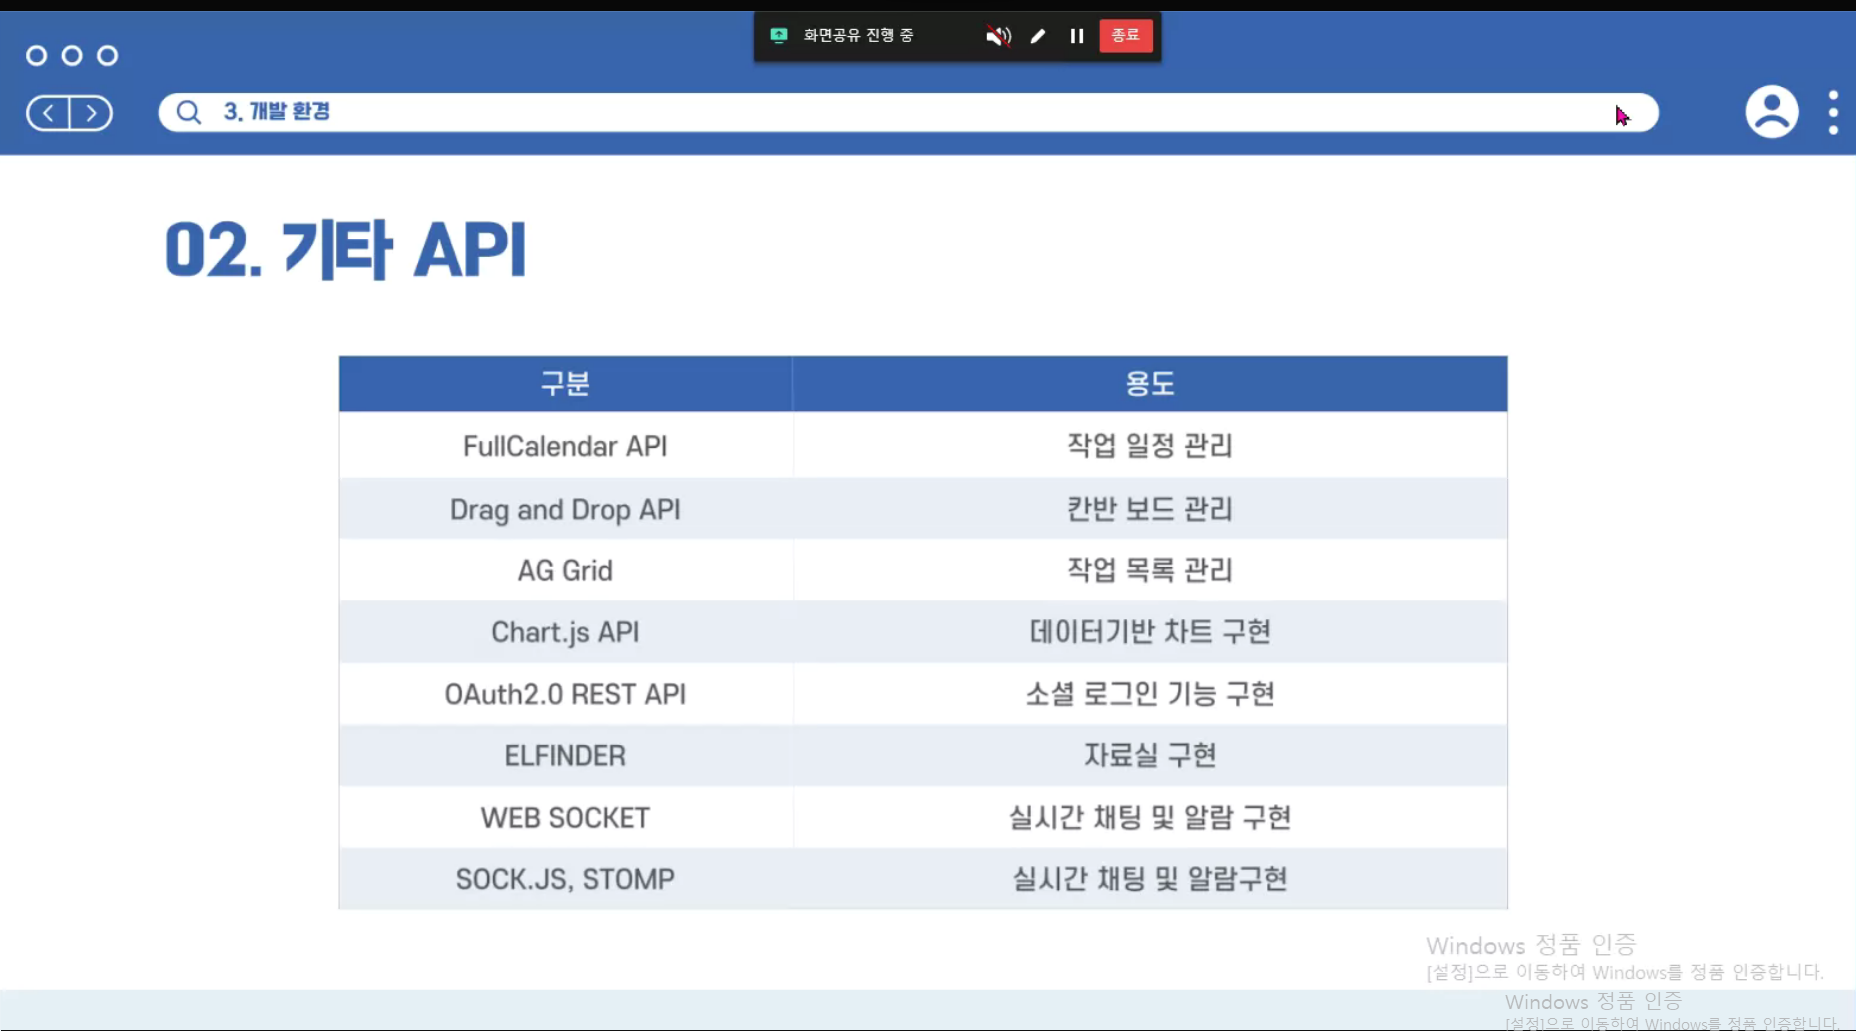 화면공유 진행 중
종료
3. 개발 환경
02. 기타 API
구분 용도
FullCalendar API 작업 일정 관리
Drag and Drop API 칸반 보드 관리
AG Grid 작업 목록 관리
Chart.js API 데이터기반 차트 구현
OAuth2.0 REST API 소셜 로그인 기능 구현
ELFINDER 자료실 구현
WEB SOCKET 실시간 채팅 및 알람 구현
SOCK.JS, STOMP 실시간 채팅 및 알람구현
Windows 정품 인증
[설정]으로 이동하여 Windows를 정품 인증합니다.
Windows 정품 인증
[설정]으로 이동하여 Windows를 정품 인증합니다.